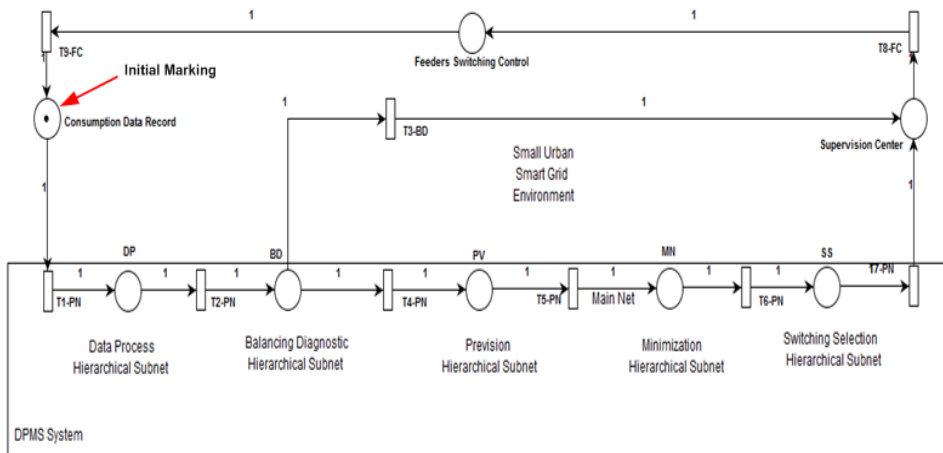 1
1
T9-FC
T8-FC
Feeders Switching Control
1
1
Initial Marking
Consumption Data Record
1
1
T3-BD
Supervision Center
Small Urban
Smart Grid
Environment
1
1
DP
BD
PV
MN
SS
17-PN
1
1
1
1
1
1
1
1
1
T1-PN
T2-PN
T4-PN
T5-PN
Main Net
T6-PN
Data Process
Hierarchical Subnet
Balancing Diagnostic
Hierarchical Subnet
Prevision
Hierarchical Subnet
Minimization
Hierarchical Subnet
Switching Selection
Hierarchical Subnet
DPMS System